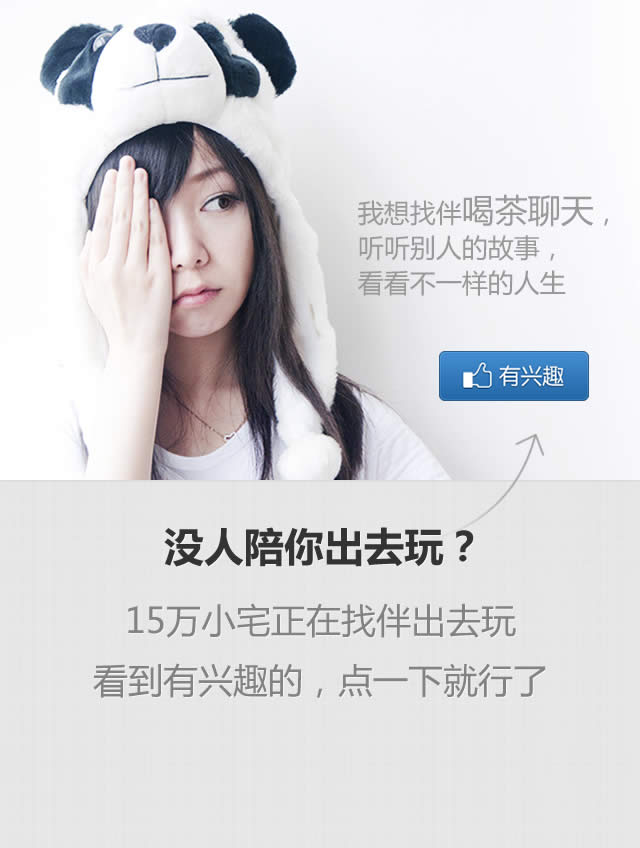 我想找伴喝茶聊天，
听听别人的故事，
看看不一样的人生
有兴趣
没人陪你出去玩？
15万小宅正在找伴出去玩
看到有兴趣的，点一下就行了